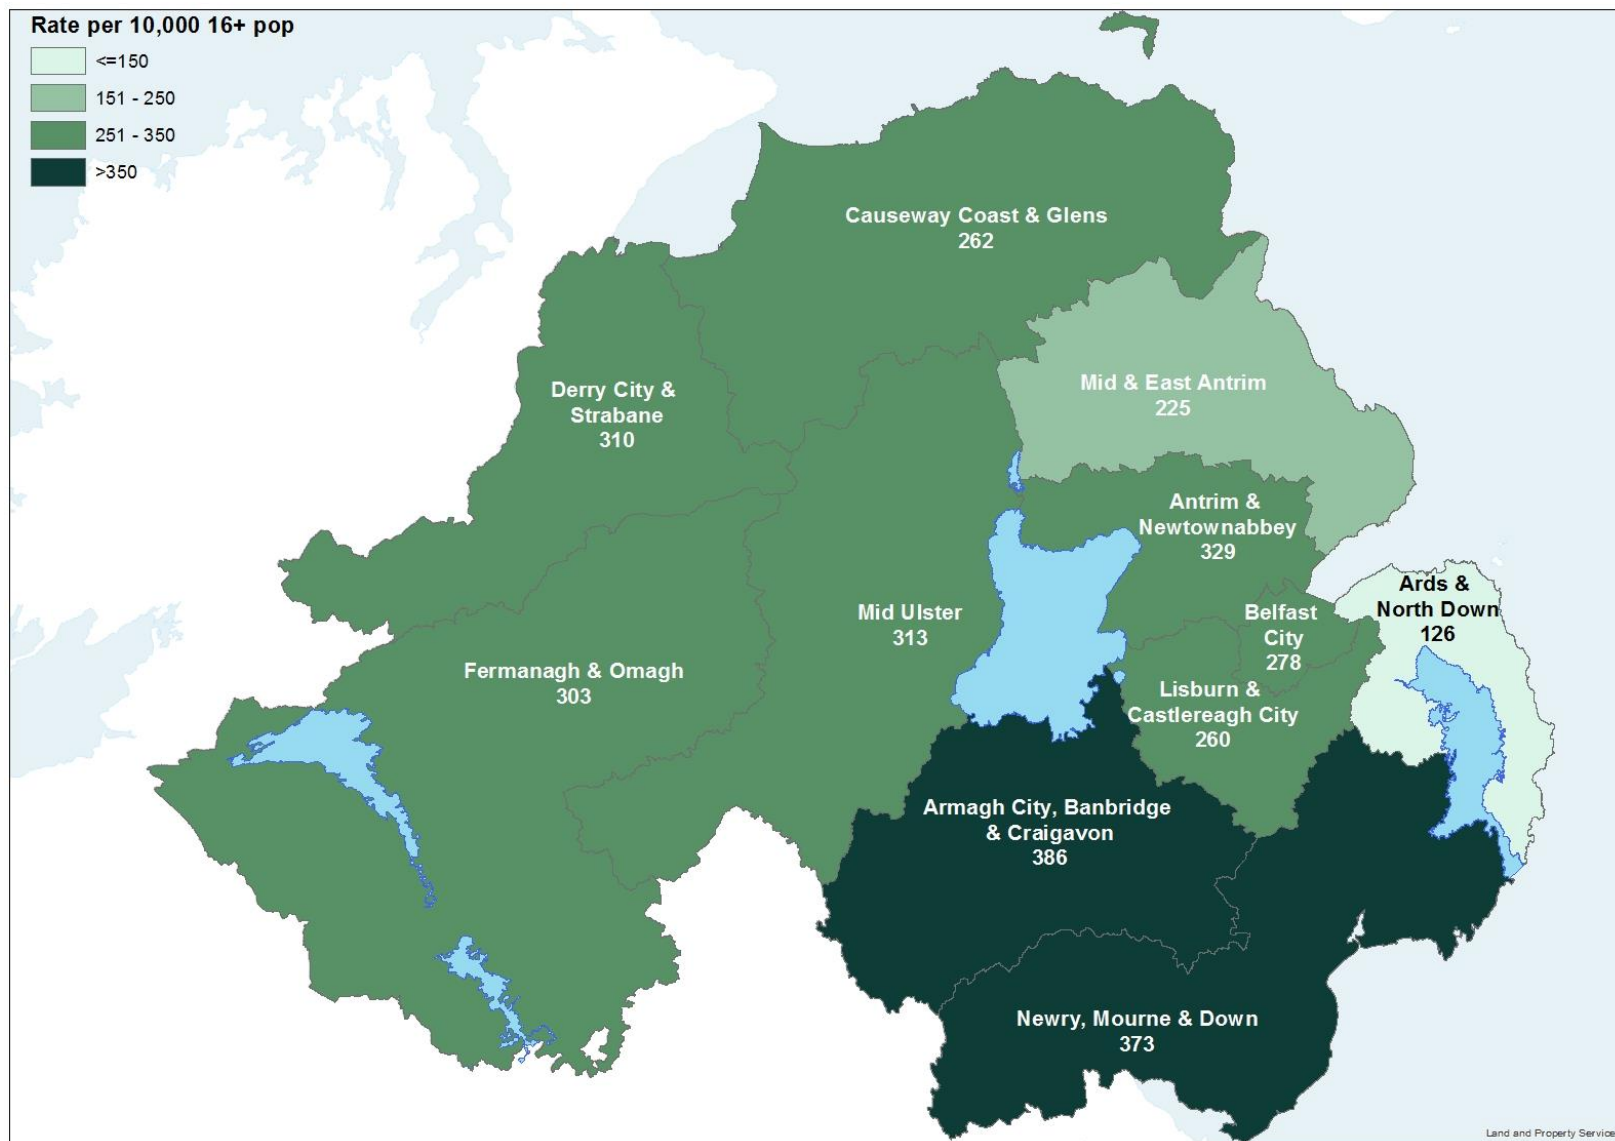 Rate per 10,000 16+ pop
<=150
151 - 250
251 - 350
>350
Causeway Coast & Glens
262
Mid & East Antrim
225
Derry City &
Strabane
310
Antrim &
Newtownabbey
329
Ards &
North Down
126
Belfast
City
278
Mid Ulster
313
Fermanagh & Omagh
303
Lisburn &
Castlereagh City
260
Armagh City, Banbridge
& Craigavon
386
Newry, Mourne & Down
373
Land and Property Service